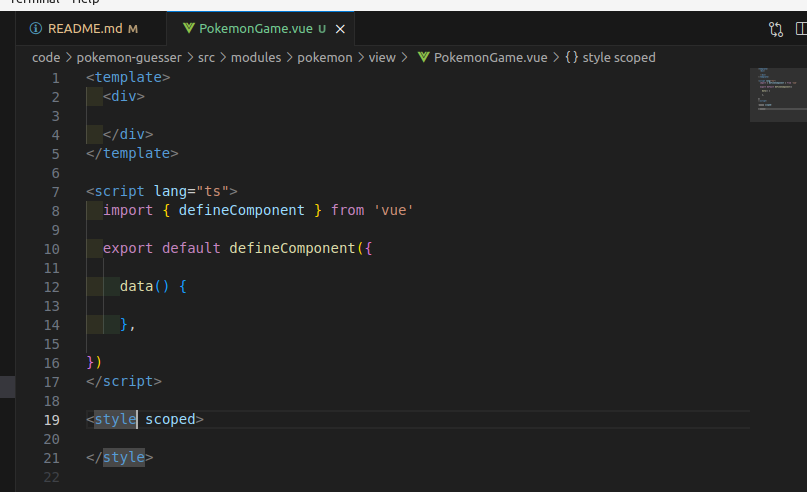 Terminal Help
README.md M PokemonGame.vue U
code > pokemon-guesser > src > modules > pokemon > view > PokemonGame.vue > {} style scoped
1 <template>
2 <div>
3
4 </div>
5 </template>
6
7 <script lang="ts">
8 import { defineComponent } from 'vue'
9
10 export default defineComponent({
11
12 data() {
13
14 },
15
16 })
17 </script>
18
19 <style scoped>
20
21 </style>
22